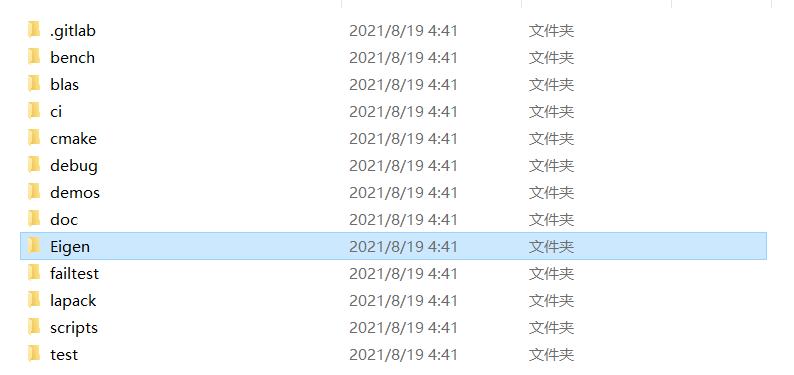 .gitlab 2021/8/19 4:41 文件夹
bench 2021/8/19 4:41 文件夹
blas 2021/8/19 4:41 文件夹
ci 2021/8/19 4:41 文件夹
cmake 2021/8/19 4:41 文件夹
debug 2021/8/19 4:41 文件夹
demos 2021/8/19 4:41 文件夹
doc 2021/8/19 4:41 文件夹
Eigen 2021/8/19 4:41 文件夹
failtest 2021/8/19 4:41 文件夹
lapack 2021/8/19 4:41 文件夹
scripts 2021/8/19 4:41 文件夹
test 2021/8/19 4:41 文件夹